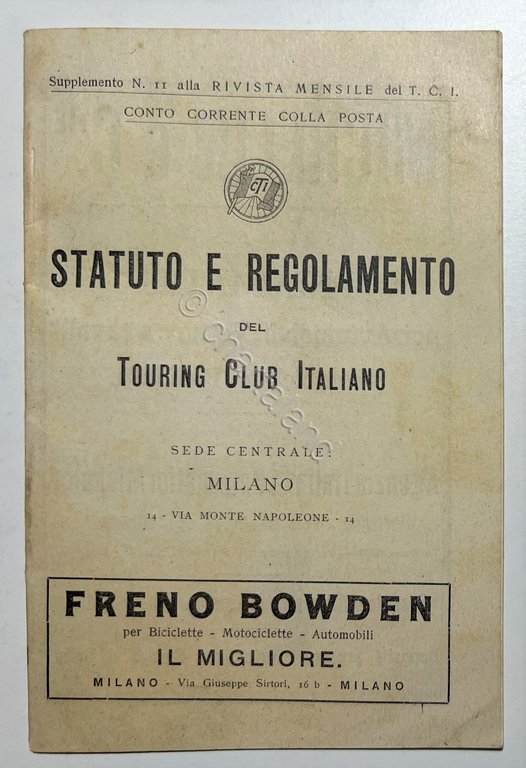 Supplemento N. 11 alla RIVISTA MENSILE del T. C. I.
CONTO CORRENTE COLLA POSTA
CTI
STATUTO E REGOLAMENTO
DEL
TOURING CLUB ITALIANO
SEDE CENTRALE:
MILANO
14 - VIA MONTE NAPOLEONE - 14
FRENO BOWDEN
per Biciclette - Motociclette - Automobili
IL MIGLIORE.
MILANO - Via Giuseppe Sirtori, 16 b - MILANO